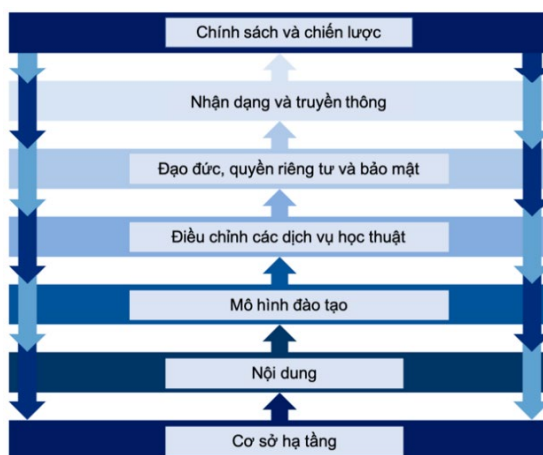 Chính sách và chiến lược
Nhận dạng và truyền thông
Đạo đức, quyền riêng tư và bảo mật
Điều chỉnh các dịch vụ học thuật
Mô hình đào tạo
Nội dung
Cơ sở hạ tầng